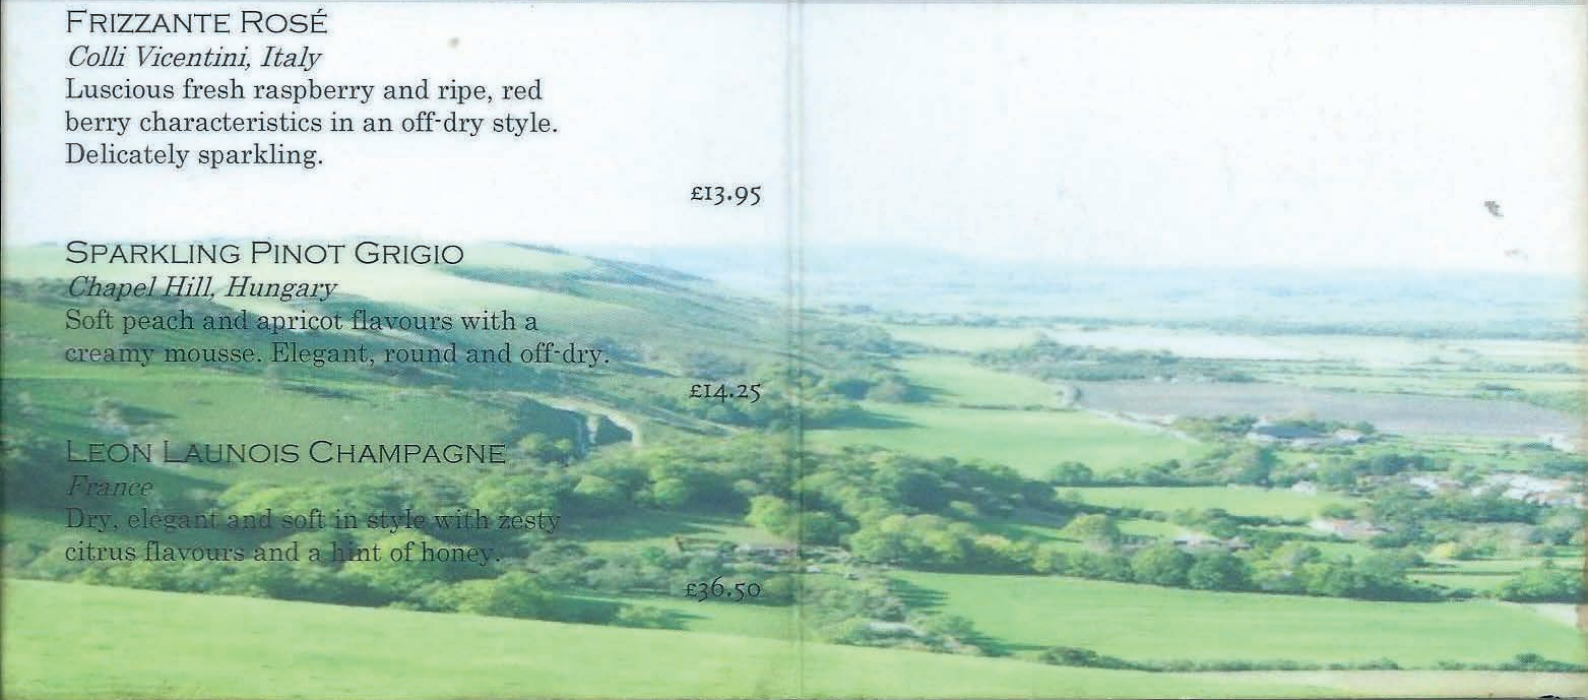 FRIZZANTE ROSÉ
Colli Vicentini, Italy
Luscious fresh raspberry and ripe, red
berry characteristics in an off-dry style.
Delicately sparkling.
£13.95
SPARKLING PINOT GRIGIO
Chapel Hill, Hungary
Soft peach and apricot flavours with a
creamy mousse. Elegant, round and off-dry.
£14.25
LEON LAUNOIS CHAMPAGNE
France
Dry, elegant and soft in style with zesty
citrus flavours and a hint of honey.
£36.50